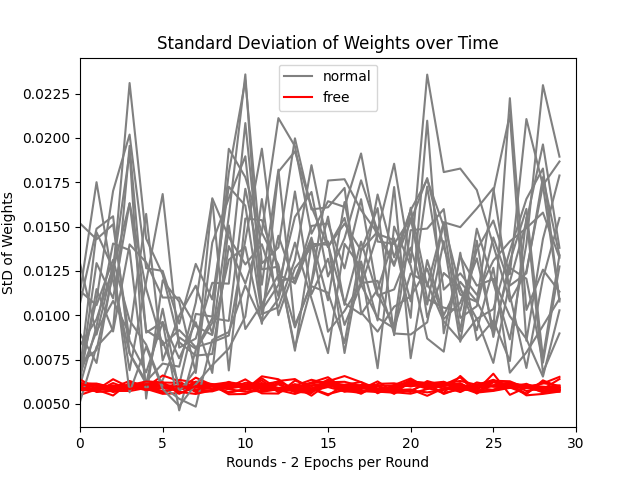 Standard Deviation of Weights over Time
normal
free
StD of Weights
0.0225
0.0200
0.0175
0.0150
0.0125
0.0100
0.0075
0.0050
0 5 10 15 20 25 30
Rounds - 2 Epochs per Round